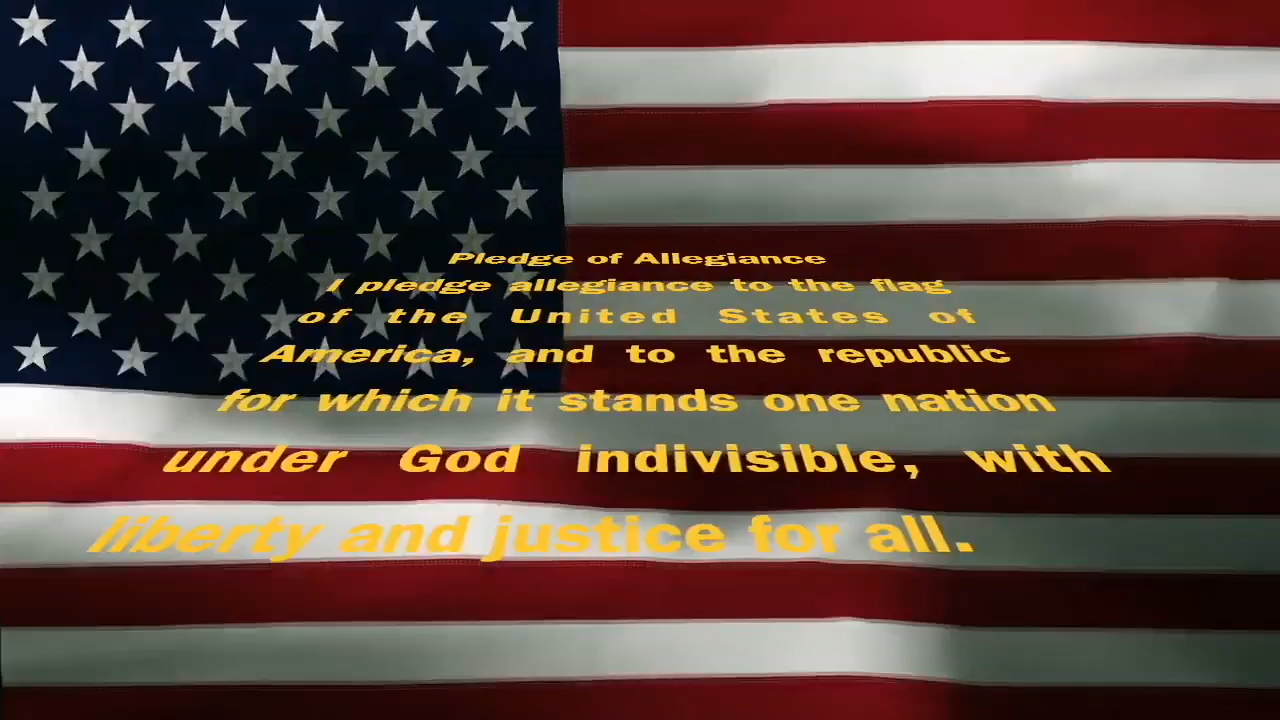 Pledge of Allegiance
I pledge allegiance to the flag
of the United States of
America, and to the republic
for which it stands one nation
under God indivisible, with
liberty and justice for all.